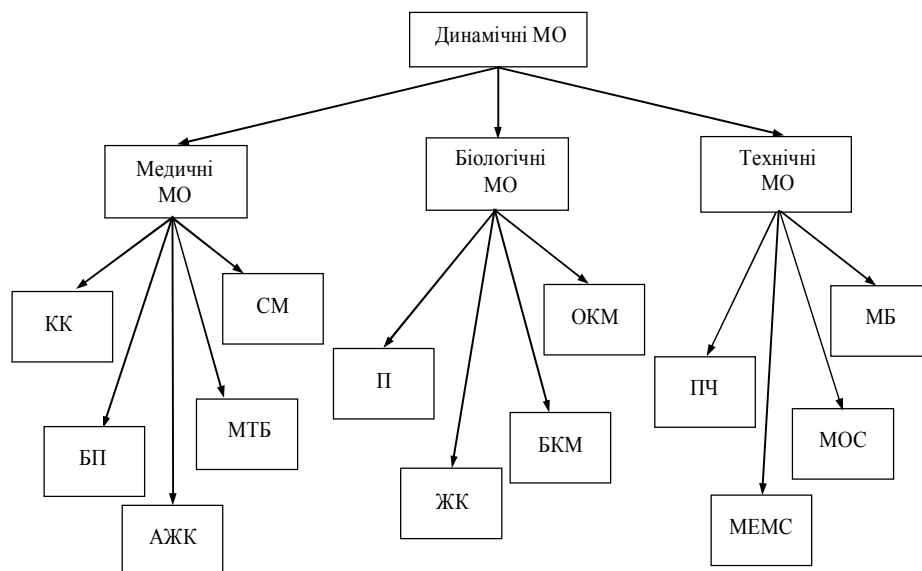 Динамічні МО
Медичні
МО
Біологічні
МО
Технічні
МО
КК
СМ
БП
МТБ
АЖК
П
ОКМ
ЖК
БКМ
ПЧ
МБ
МОС
МЕМС